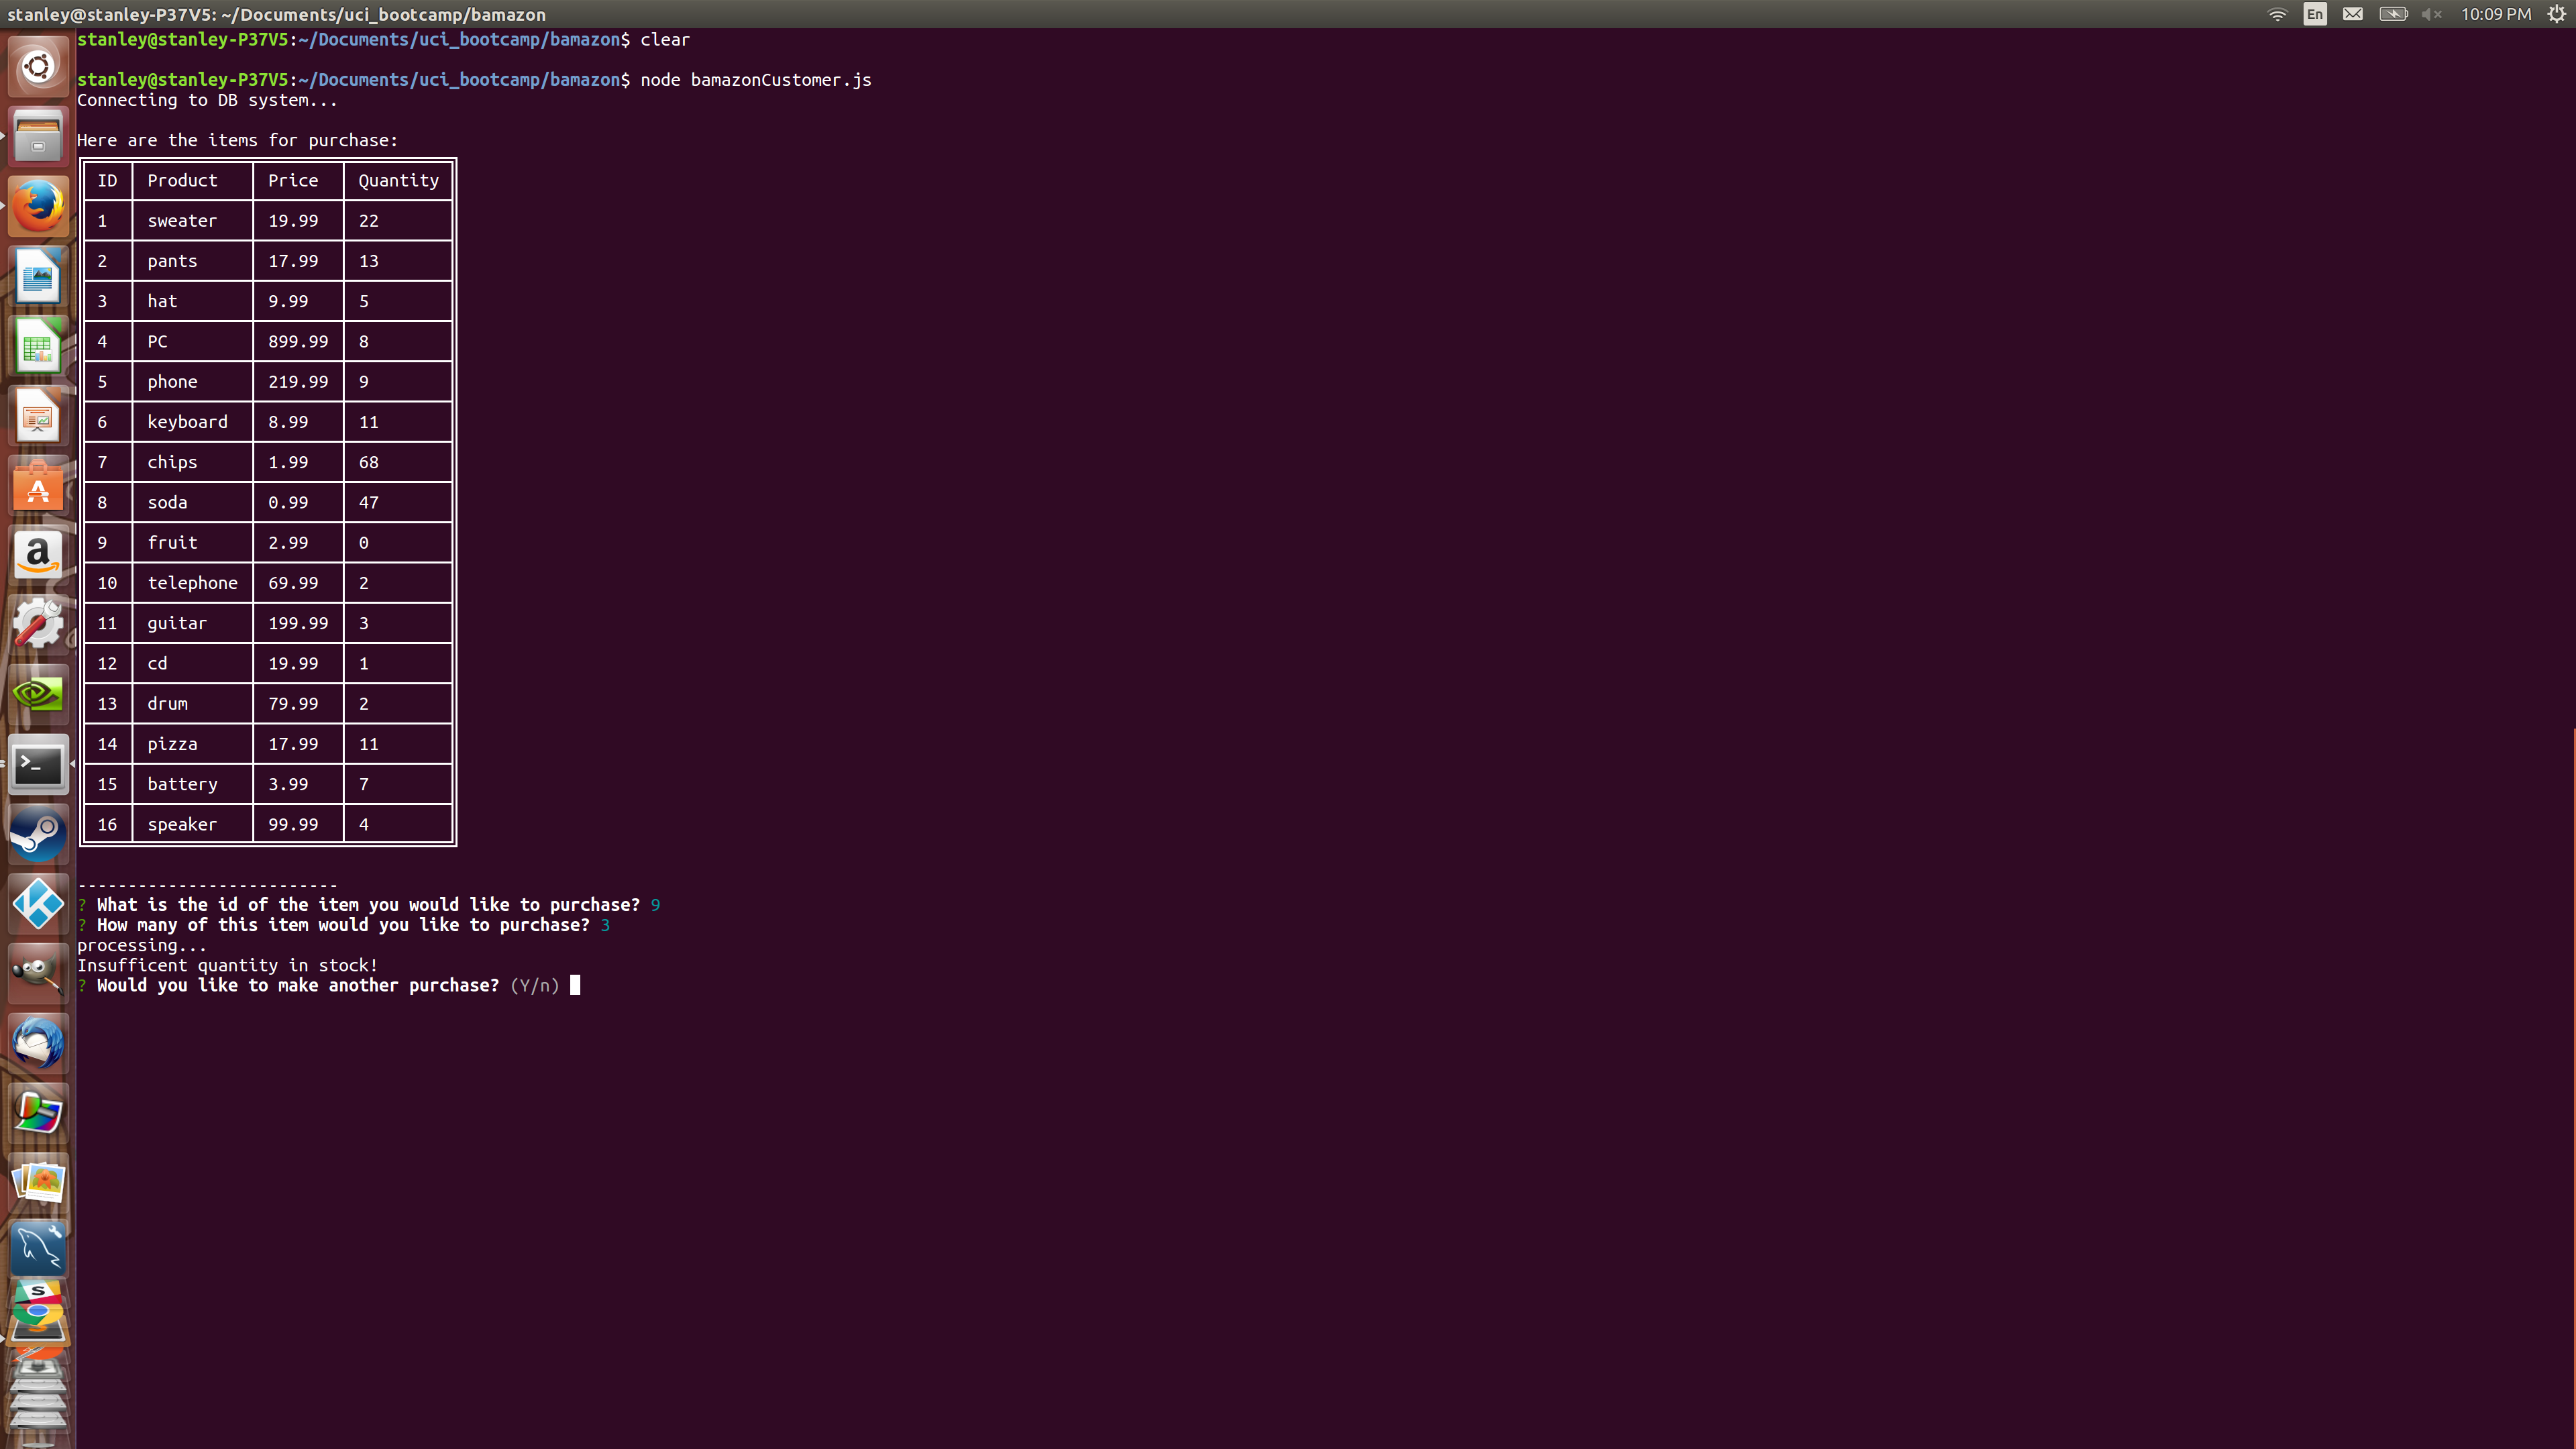 stanley@stanley-P37V5: ~/Documents/uci_bootcamp/bamazon
En
10:09 PM
stanley@stanley-P37V5:~/Documents/uci_bootcamp/bamazon$ clear
stanley@stanley-P37V5:~/Documents/uci_bootcamp/bamazon$ node bamazonCustomer.js
Connecting to DB system...
Here are the items for purchase:
ID Product Price Quantity
1 sweater 19.99 22
2 pants 17.99 13
3 hat 9.99 5
4 PC 899.99 8
5 phone 219.99 9
6 keyboard 8.99 11
7 chips 1.99 68
8 soda 0.99 47
9 fruit 2.99 0
10 telephone 69.99 2
11 guitar 199.99 3
12 cd 19.99 1
13 drum 79.99 2
14 pizza 17.99 11
15 battery 3.99 7
16 speaker 99.99 4
--------------------------
? What is the id of the item you would like to purchase? 9
? How many of this item would you like to purchase? 3
processing...
Insufficent quantity in stock!
? Would you like to make another purchase? (Y/n)